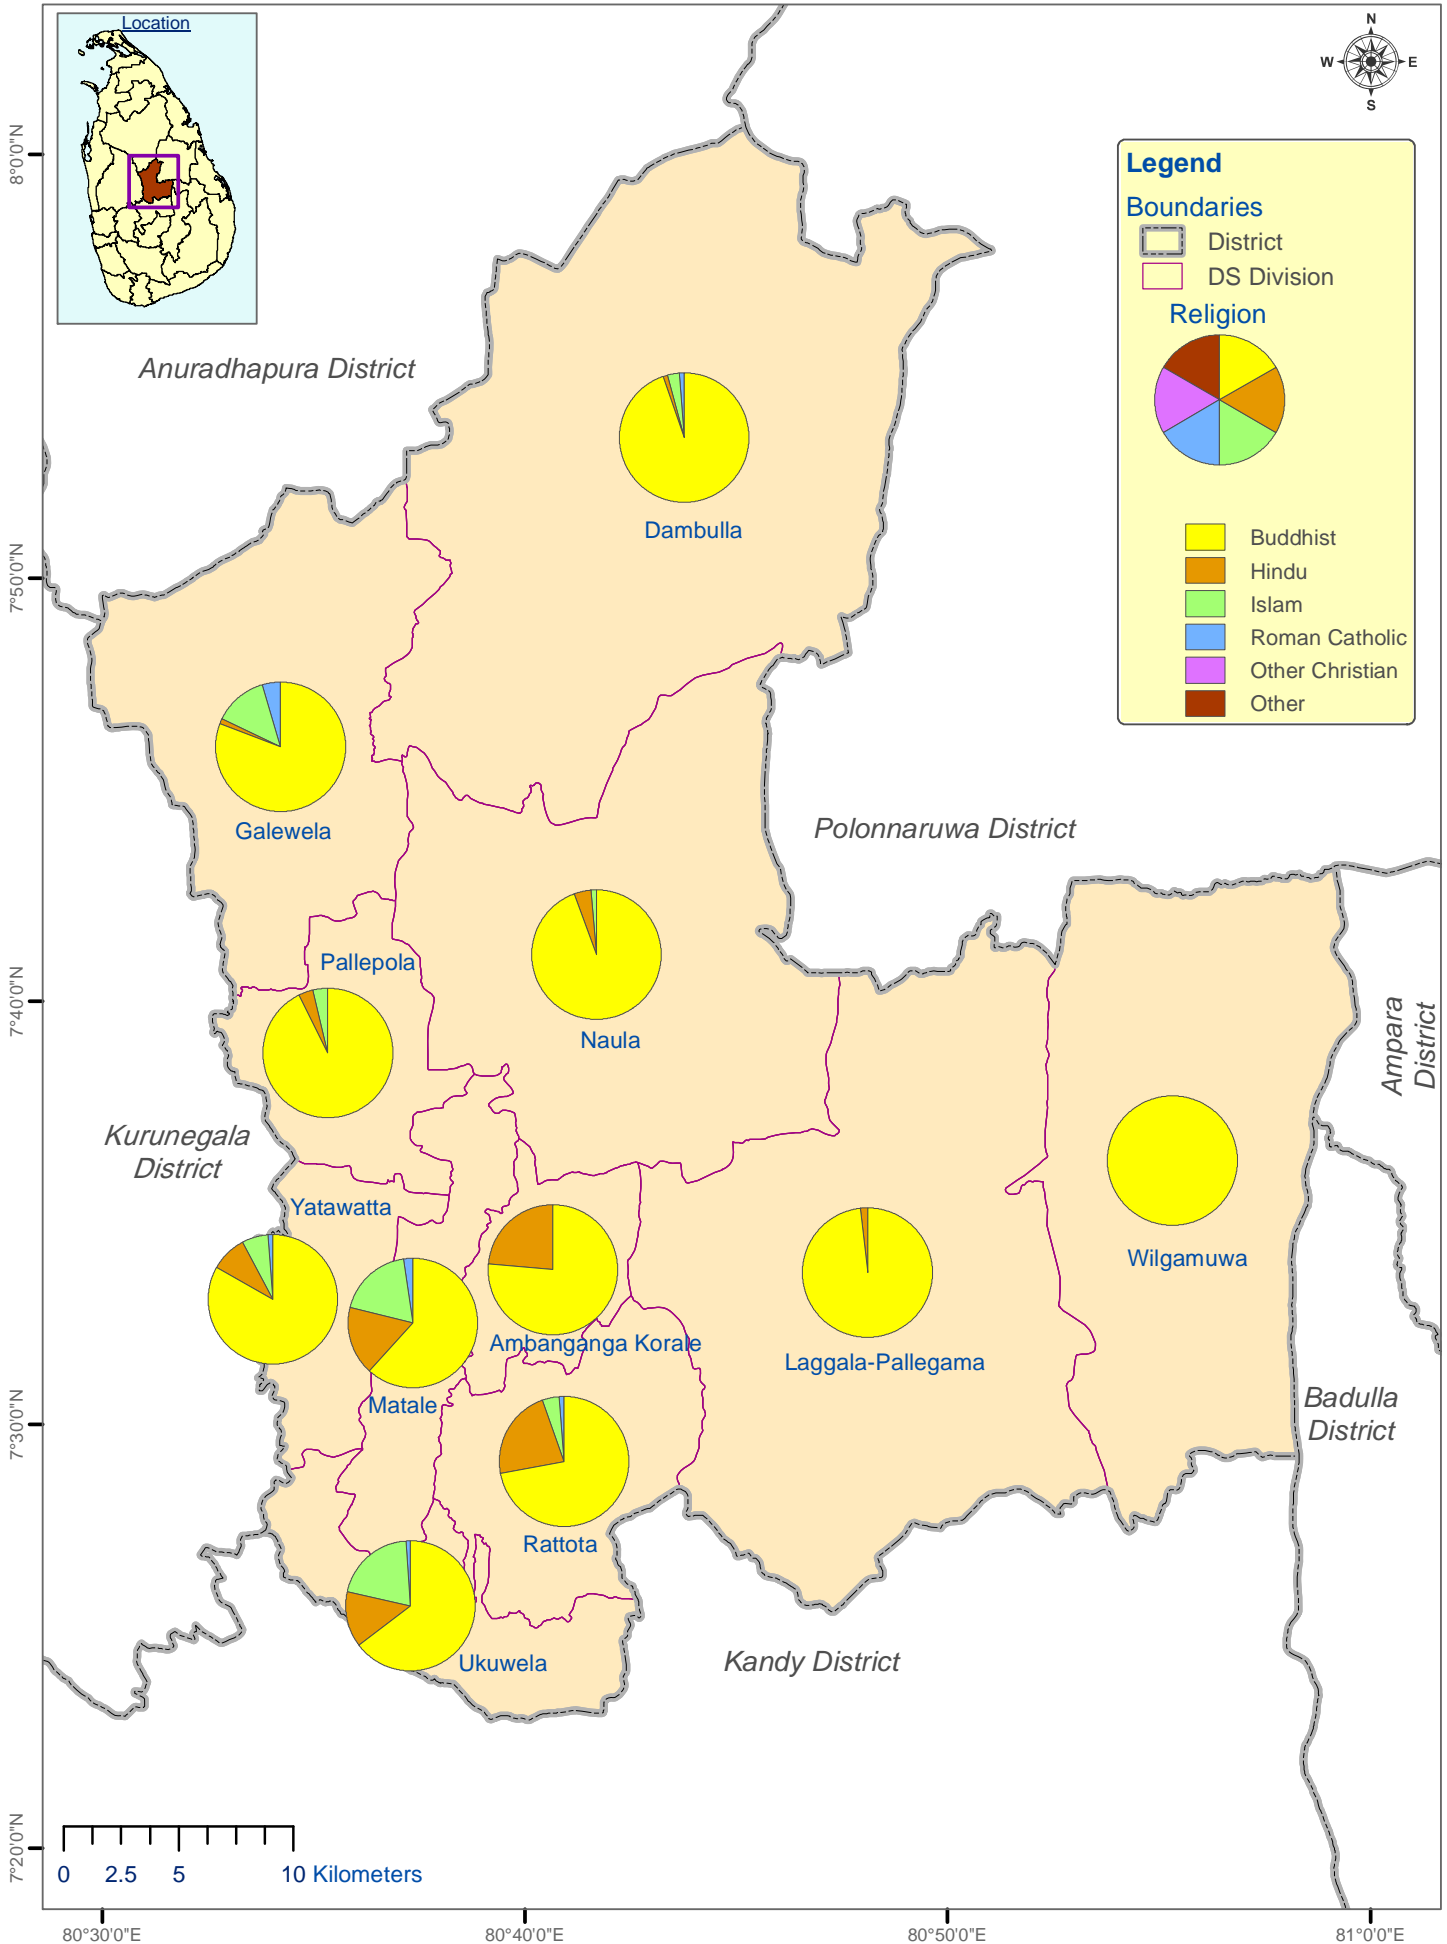 Location
N
W
E
S
8°0'0"N
Legend
Boundaries
District
DS Division
Religion
Anuradhapura District
Dambulla
Buddhist
Hindu
Islam
Roman Catholic
Other Christian
Other
7°50'0"N
Galewela
Polonnaruwa District
Pallepola
7°40'0"N
Naula
Ampara
District
Kurunegala
District
Yatawatta
Wilgamuwa
Ambanganga Korale
Laggala-Pallegama
Matale
Badulla
District
7°30'0"N
Rattota
Ukuwela
Kandy District
7°20'0"N
0 2.5 5 10 Kilometers
80°30'0"E 80°40'0"E 80°50'0"E 81°0'0"E